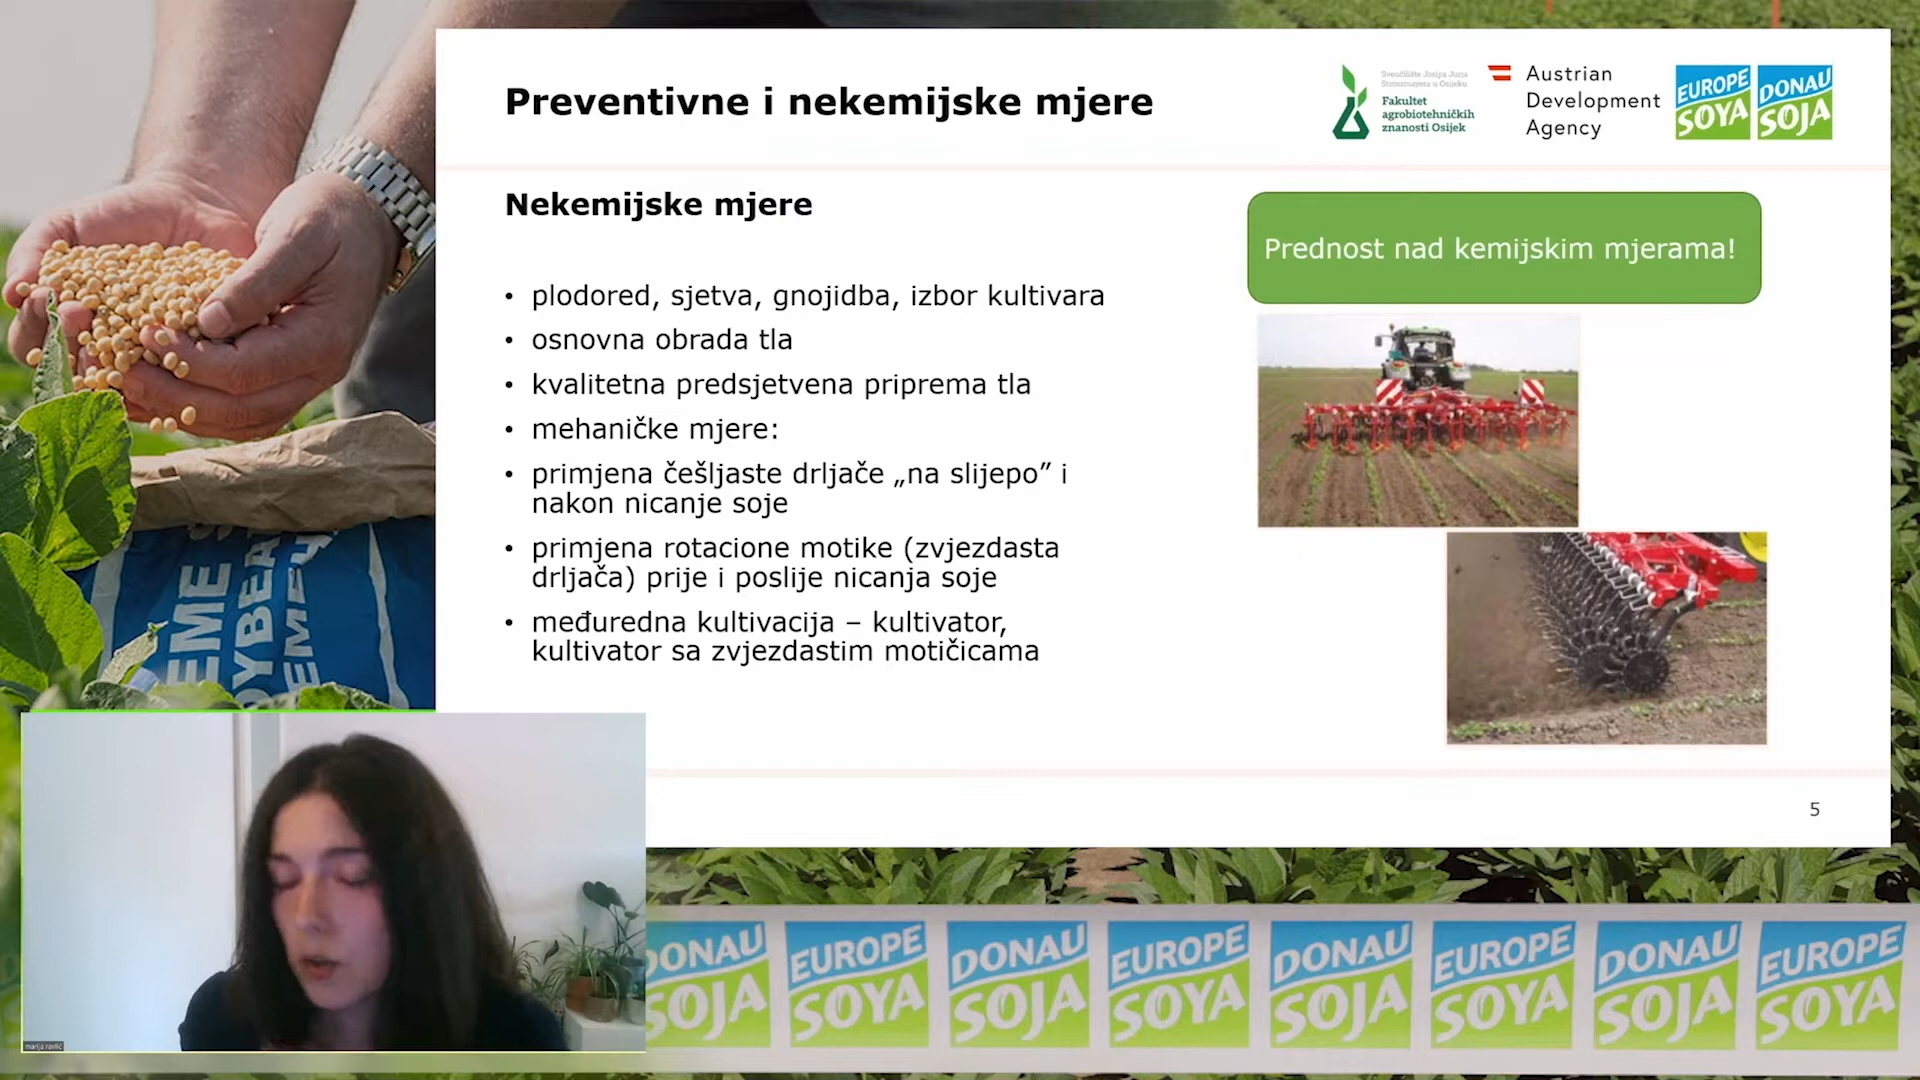 Preventivne i nekemijske mjere
Sveučilište Josipa Jurja
Strossmayera u Osijeku
Fakultet
agrobiotehničkih
znanosti Osijek
Austrian
Development
Agency
EUROPE
SOYA
DONAU
SOJA
Nekemijske mjere
• plodored, sjetva, gnojidba, izbor kultivara
• osnovna obrada tla
• kvalitetna predsjetvena priprema tla
• mehaničke mjere:
• primjena češljaste drljače „na slijepo” i
nakon nicanje soje
• primjena rotacione motike (zvjezdasta
drljača) prije i poslije nicanja soje
• međuredna kultivacija – kultivator,
kultivator sa zvjezdastim motičicama
Prednost nad kemijskim mjerama!
5
marija ravlić
DONAU
SOJA
EUROPE
SOYA
DONAU
SOJA
EUROPE
SOYA
DONAU
SOJA
EUROPE
SOYA
DONAU
SOJA
EUROPE
SOYA